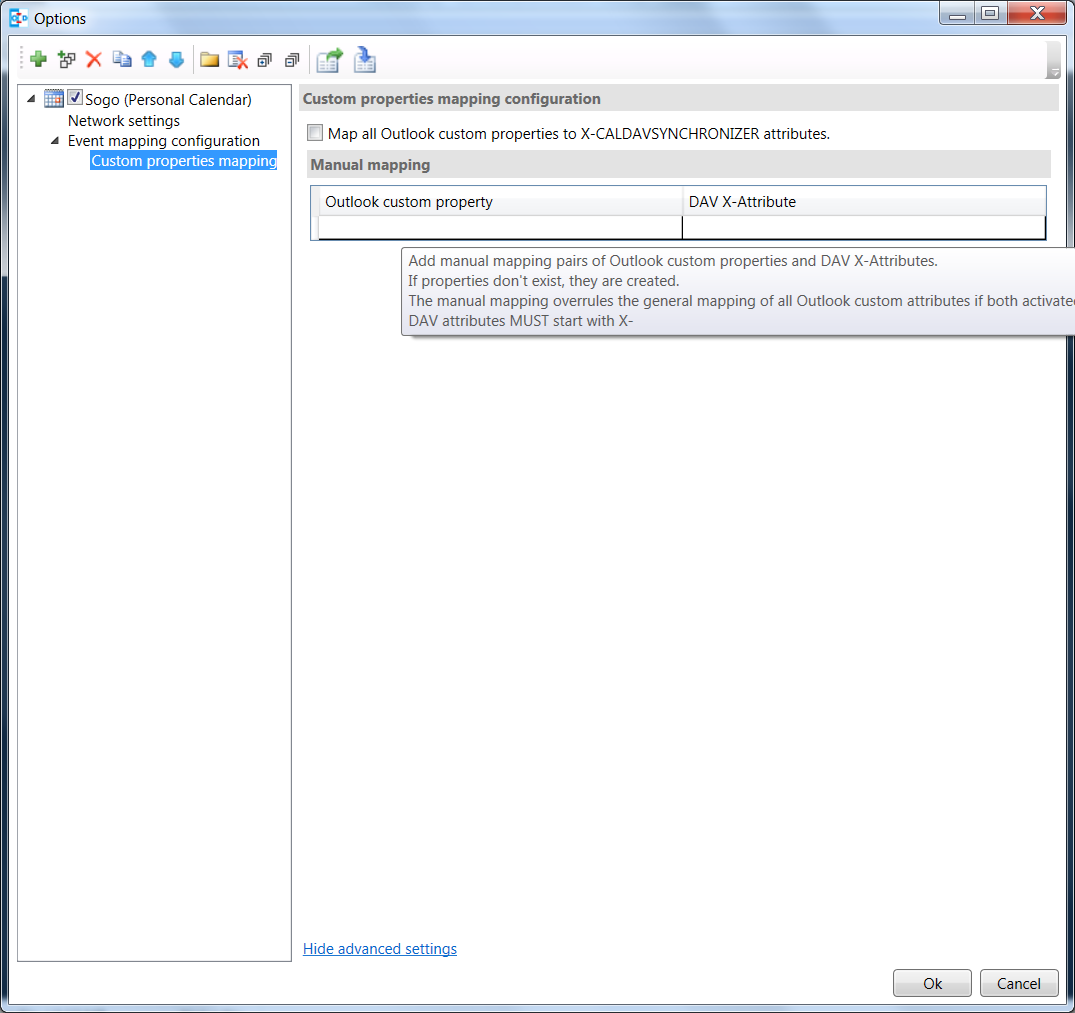 Options
Sogo (Personal Calendar)
Network settings
Event mapping configuration
Custom properties mapping
Custom properties mapping configuration
Map all Outlook custom properties to X-CALDAVSYNCHRONIZER attributes.
Manual mapping
Outlook custom property DAV X-Attribute
Add manual mapping pairs of Outlook custom properties and DAV X-Attributes.
If properties don't exist, they are created.
The manual mapping overrules the general mapping of all Outlook custom attributes if both activate
DAV attributes MUST start with X-
Hide advanced settings
Ok Cancel